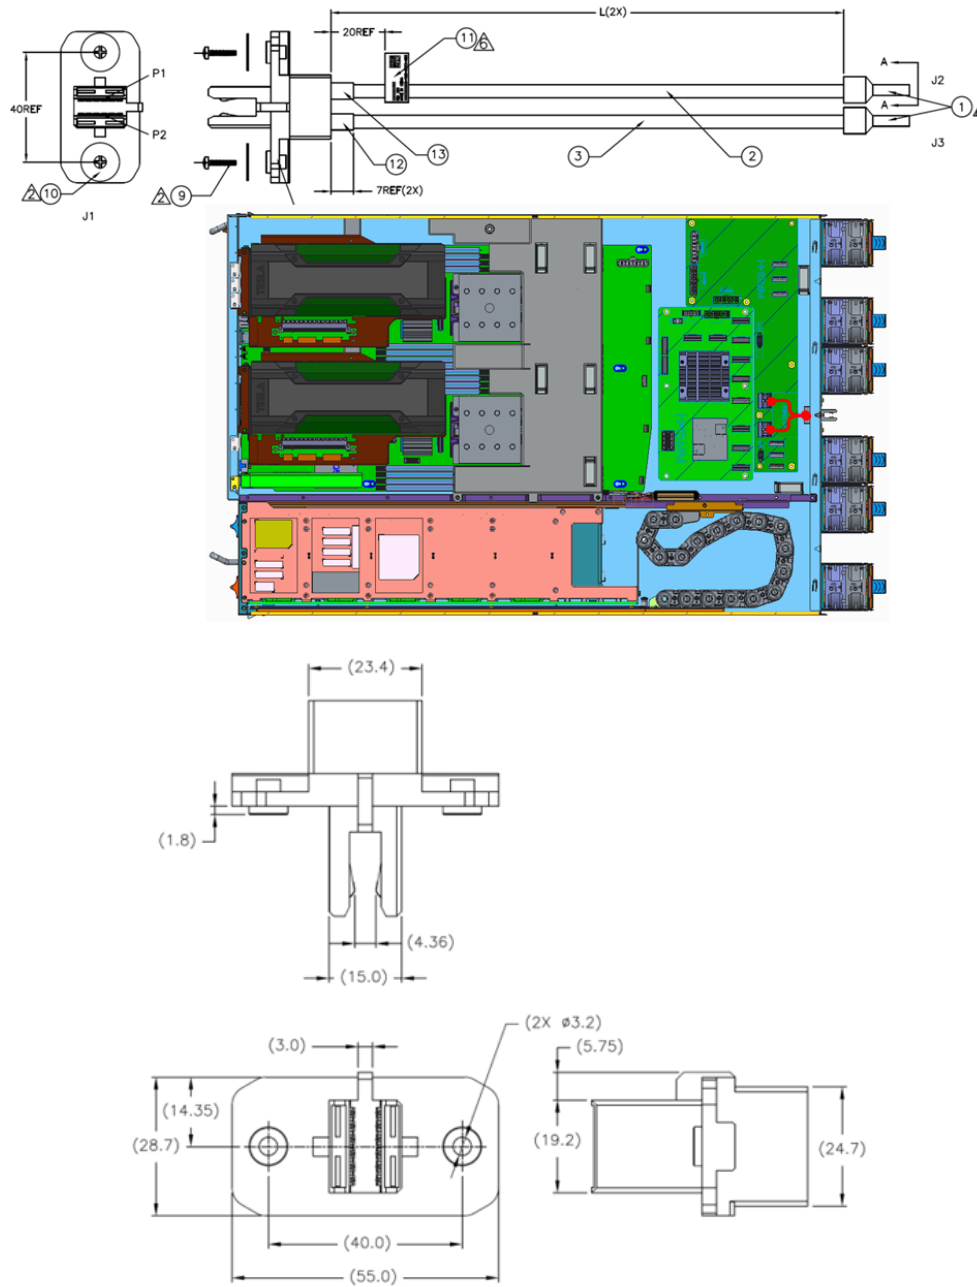 L(2X)
20REF
11
6
A
J2
P1
40REF
A
1
P2
J3
13
3
2
12
2
10
2
9
7REF(2X)
J1
TESLA
TESLA
(23.4)
(1.8)
(4.36)
(15.0)
(2X ø3.2)
(3.0)
(5.75)
(14.35)
(28.7)
(19.2)
(24.7)
(40.0)
(55.0)